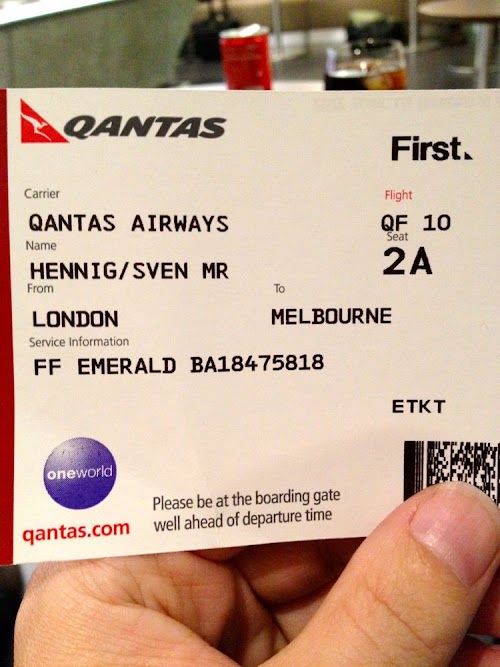 QANTAS
First.
Carrier
Flight
QANTAS AIRWAYS
QF 10
Name
Seat
HENNIG/SVEN MR
2A
From
To
LONDON
MELBOURNE
Service Information
FF EMERALD BA18475818
ETKT
oneworld
Please be at the boarding gate
well ahead of departure time
qantas.com